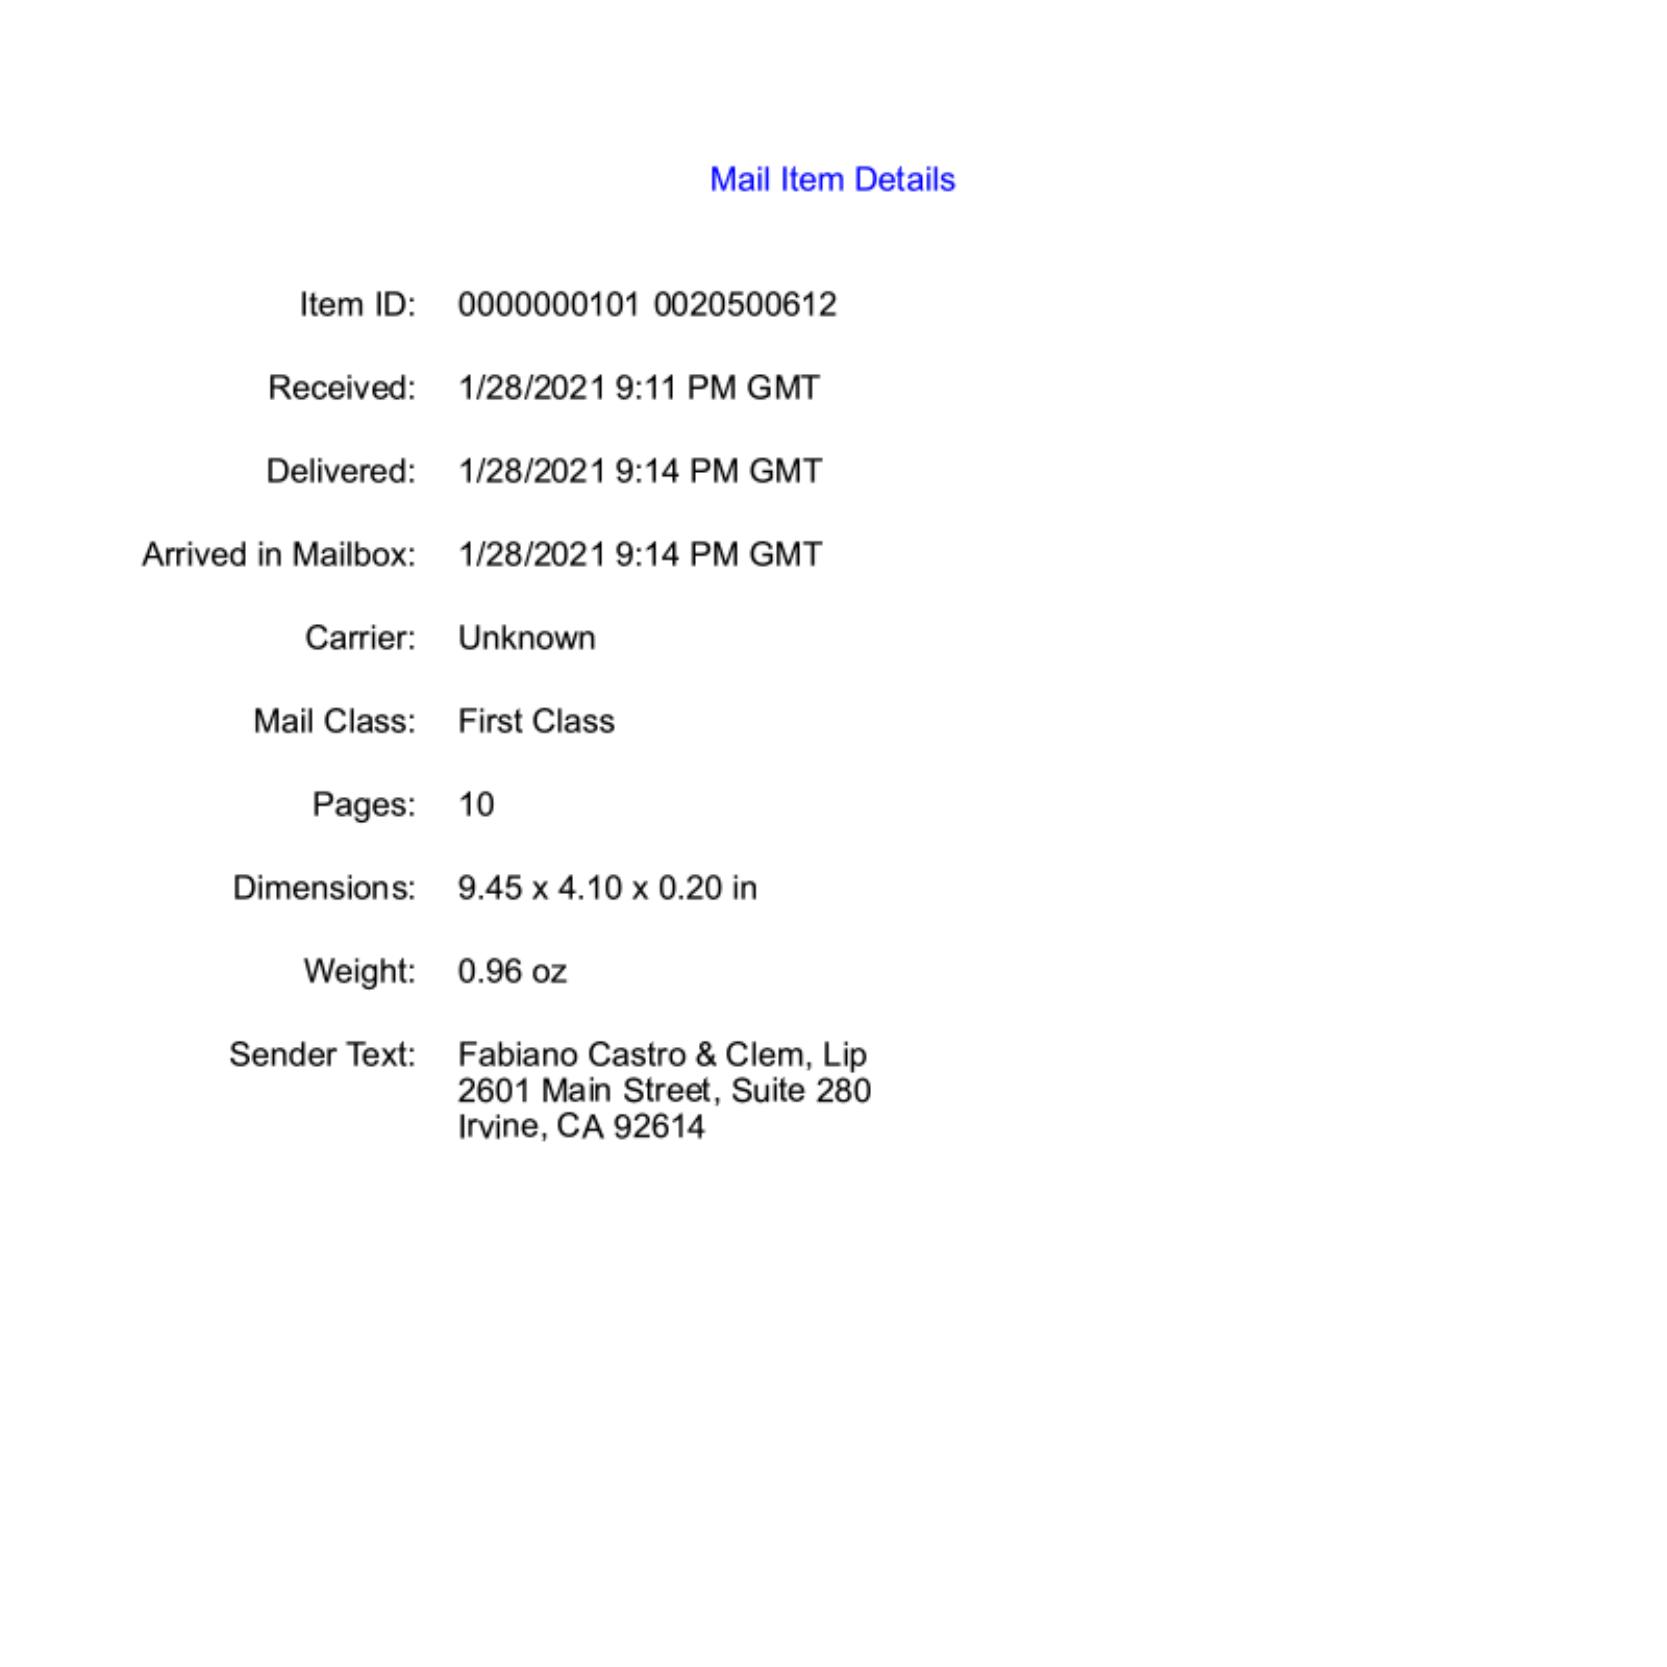 Mail Item Details
Item ID: 0000000101 0020500612
Received: 1/28/2021 9:11 PM GMT
Delivered: 1/28/2021 9:14 PM GMT
Arrived in Mailbox: 1/28/2021 9:14 PM GMT
Carrier: Unknown
Mail Class: First Class
Pages: 10
Dimensions: 9.45 x 4.10 x 0.20 in
Weight: 0.96 oz
Sender Text: Fabiano Castro & Clem, Lip
2601 Main Street, Suite 280
Irvine, CA 92614